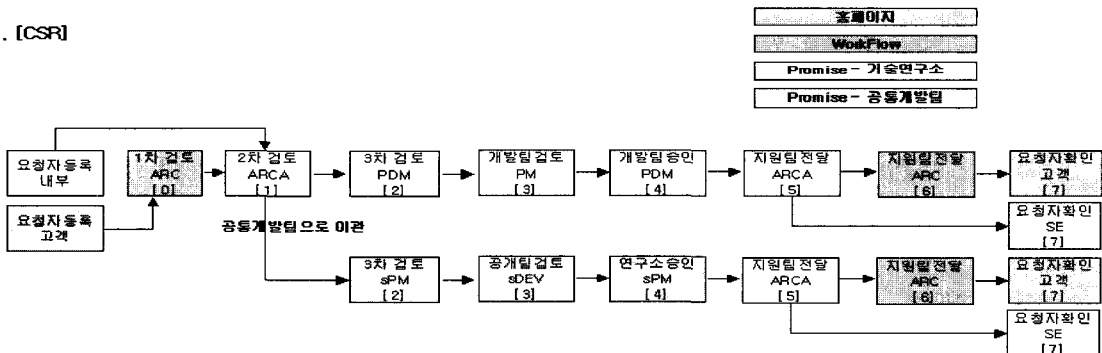 . [CSR]
홈페이지
WorkFlow
Promise - 기술연구소
Promise - 공통개발팀
요청자등록
내부
1차 검토
ARC
[0]
2차 검토
ARCA
[1]
3차 검토
PDM
[2]
개발팀검토
PM
[3]
개발팀승인
PDM
[4]
지원팀전달
ARCA
[5]
지원팀전달
ARC
[6]
요청자확인
고객
[7]
요청자등록
고객
공통개발팀으로 이관
요청자확인
SE
[7]
3차 검토
sPM
[2]
공개팀검토
sDEV
[3]
연구소승인
sPM
[4]
지원팀전달
ARCA
[5]
지원팀전달
ARC
[6]
요청자확인
고객
[7]
요청자확인
SE
[7]